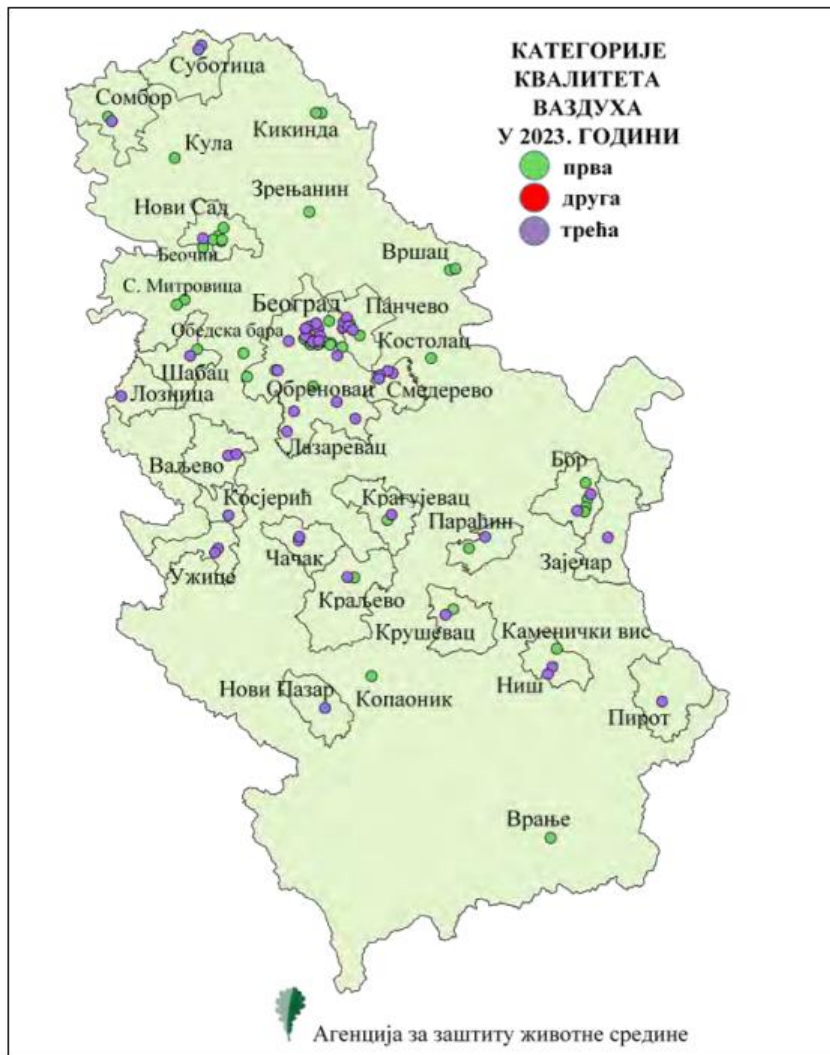 КАТЕГОРИЈЕ
КВАЛИТЕТА
ВАЗДУХА
У 2023. ГОДИНИ
прва
друга
трећа
Суботица
Сомбор
Кикинда
Кула
Зрењанин
Нови Сад
Беочин
Вршац
С. Митровица
Београд
Панчево
Обедска бара
Костолац
Шабац
Обреновац
Смедерево
Лозница
Лазаревац
Ваљево
Бор
Косјерић
Крагујевац
Параћин
Чачак
Зајечар
Ужице
Краљево
Крушевац
Каменички вис
Нови Пазар
Копаоник
Ниш
Пирот
Врање
Агенција за заштиту животне средине